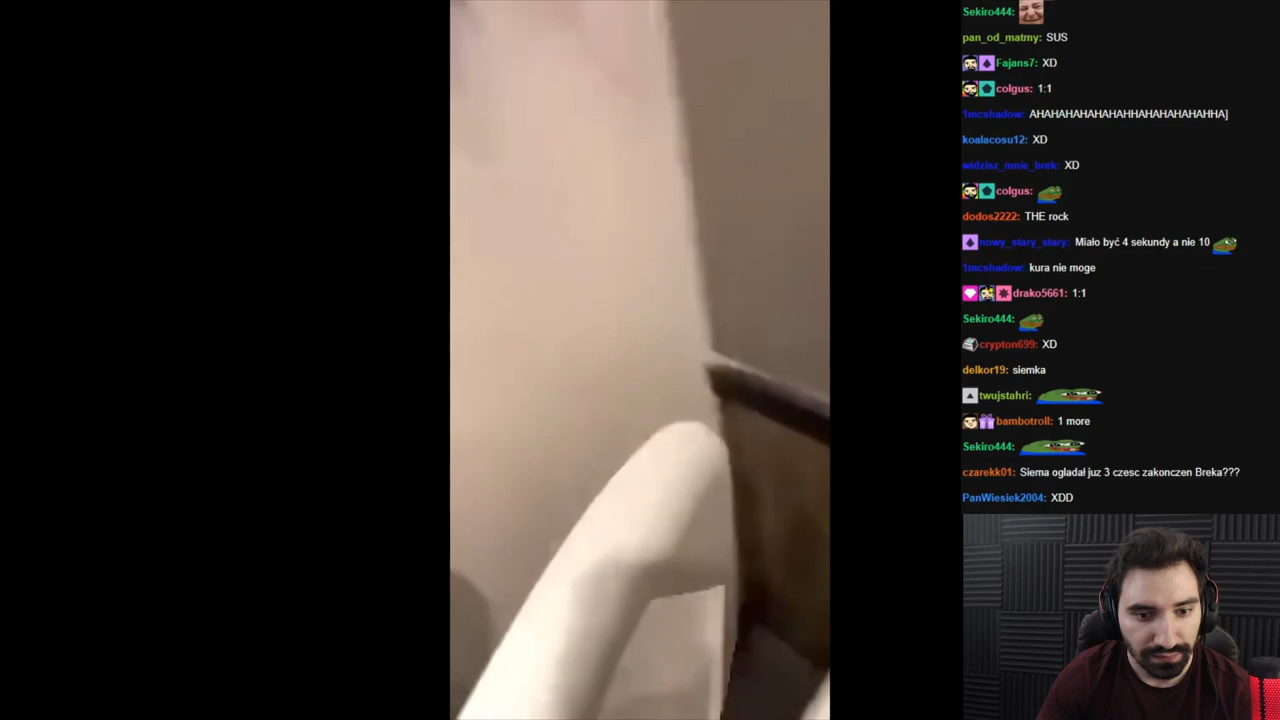 Sekiro444:
pan_od_matmy: SUS
Fajans7: XD
colgus: 1:1
1mcshadow: AHAHAHAHAHAHAHHAHAHAHAHAHHA]
koalacosu12: XD
widzisz_mnie_brek: XD
colgus:
dodos2222: THE rock
nowy_stary_stary: Miało być 4 sekundy a nie 10
1mcshadow: kura nie moge
drako5661: 1:1
Sekiro444:
crypton699: XD
delkor19: siemka
twujstahri:
bambotroll: 1 more
Sekiro444:
czarekk01: Siema ogladał juz 3 czesc zakonczen Breka???
PanWiesiek2004: XDD